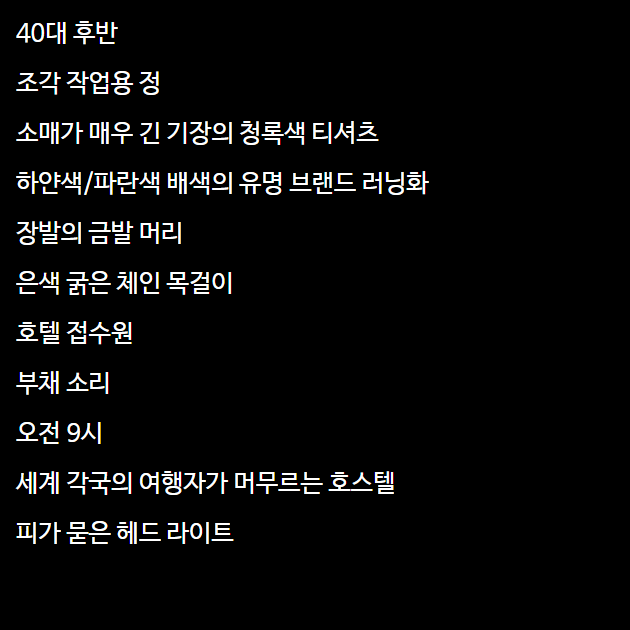 40대 후반
조각 작업용 정
소매가 매우 긴 기장의 청록색 티셔츠
하얀색/파란색 배색의 유명 브랜드 러닝화
장발의 금발 머리
은색 굵은 체인 목걸이
호텔 접수원
부채 소리
오전 9시
세계 각국의 여행자가 머무르는 호스텔
피가 묻은 헤드 라이트